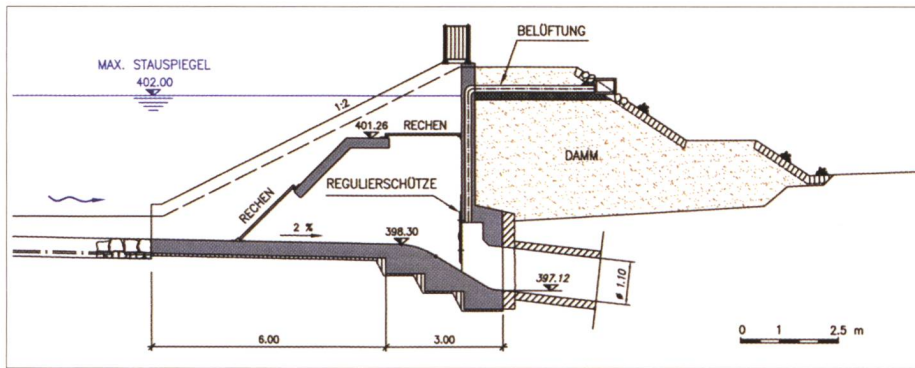 BELÜFTUNG
MAX. STAUSPIEGEL
402.00
1:2
401.26
RECHEN
DAMM
REGULIERSCHÜTZE
RECHEN
2 %
398.30
397.12
ø 1.10
6.00
3.00
0 1 2.5 m